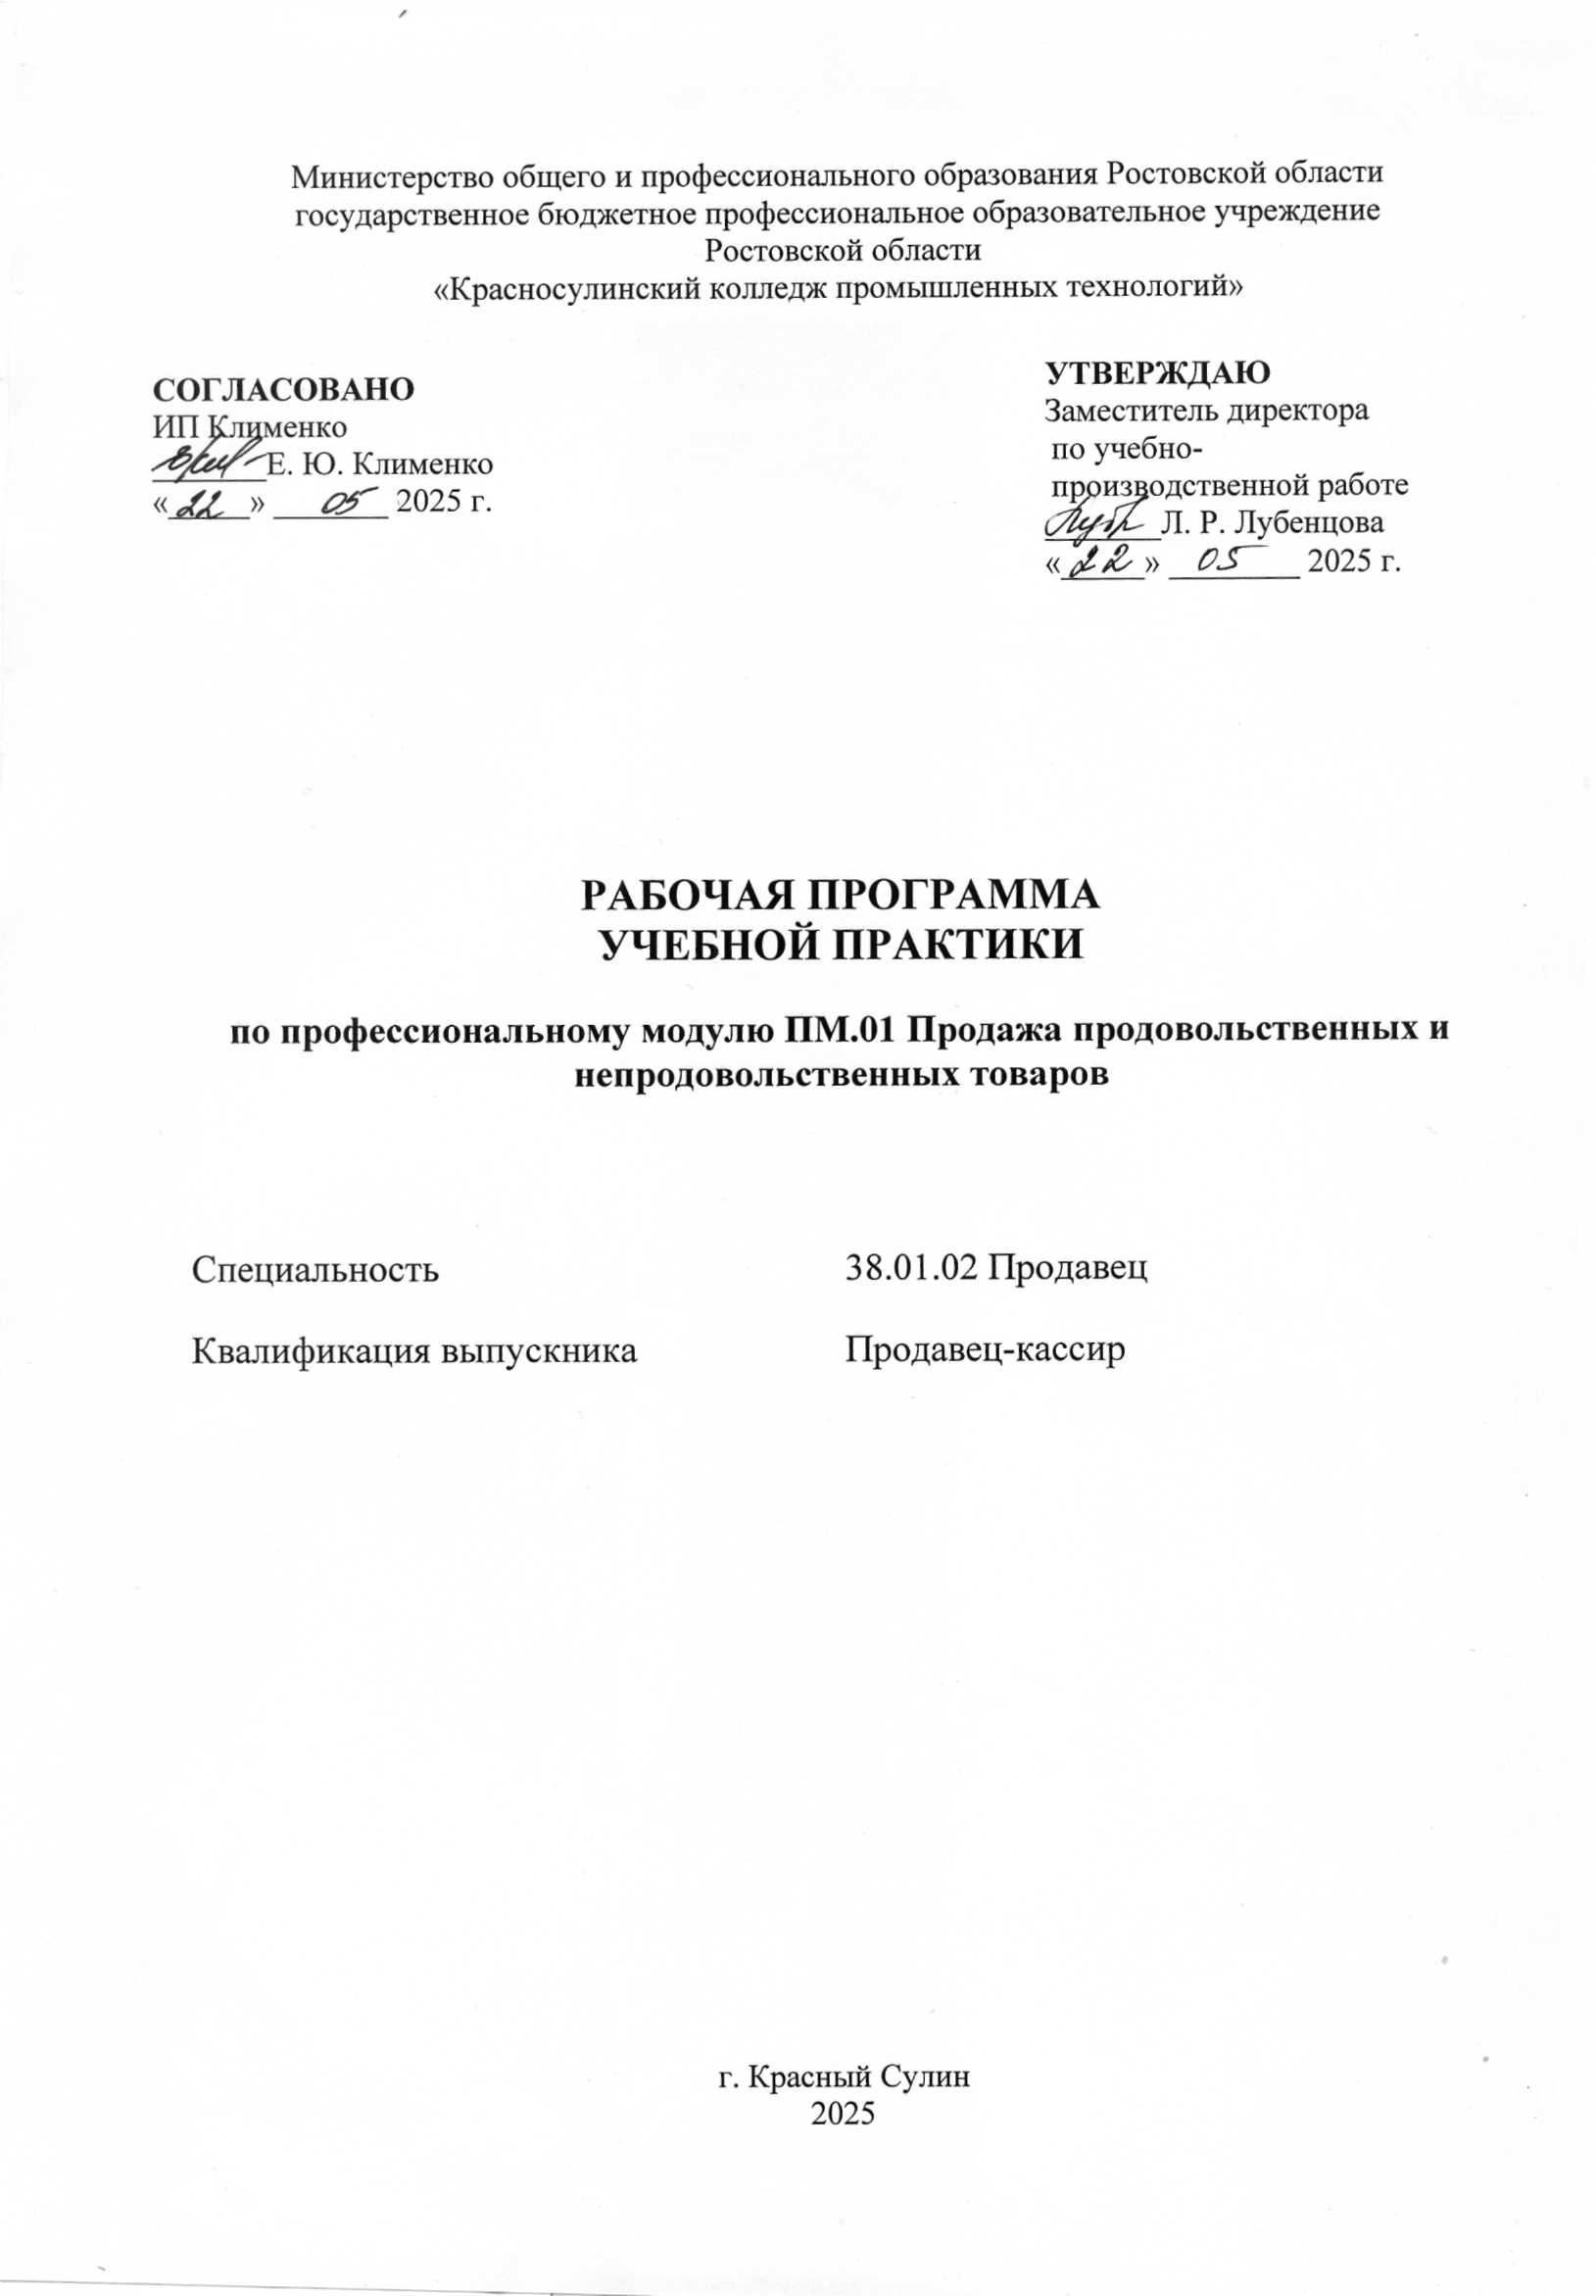 Министерство общего и профессионального образования Ростовской области
государственное бюджетное профессиональное образовательное учреждение
Ростовской области
«Красносулинский колледж промышленных технологий»
СОГЛАСОВАНО
ИП Клименко
Е. Ю. Клименко
«22» 05 2025 г.
УТВЕРЖДАЮ
Заместитель директора
по учебно-
производственной работе
Л. Р. Лубенцова
«22» 05 2025 г.
РАБОЧАЯ ПРОГРАММА
УЧЕБНОЙ ПРАКТИКИ
по профессиональному модулю ПМ.01 Продажа продовольственных и
непродовольственных товаров
Специальность 38.01.02 Продавец
Квалификация выпускника Продавец-кассир
г. Красный Сулин
2025